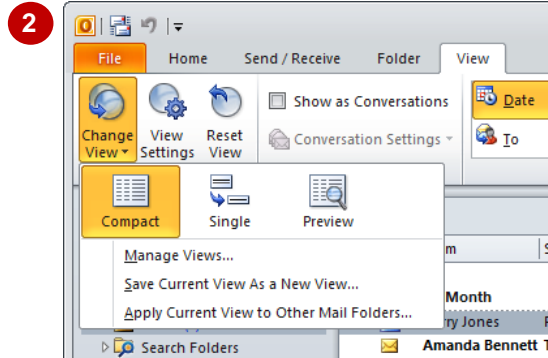 2
File Home Send / Receive Folder View
Change View View Settings Reset View
Show as Conversations
Conversation Settings
Date
To
Compact Single Preview
Manage Views...
Save Current View As a New View...
Apply Current View to Other Mail Folders...
Month
Jones
Search Folders
Amanda Bennett